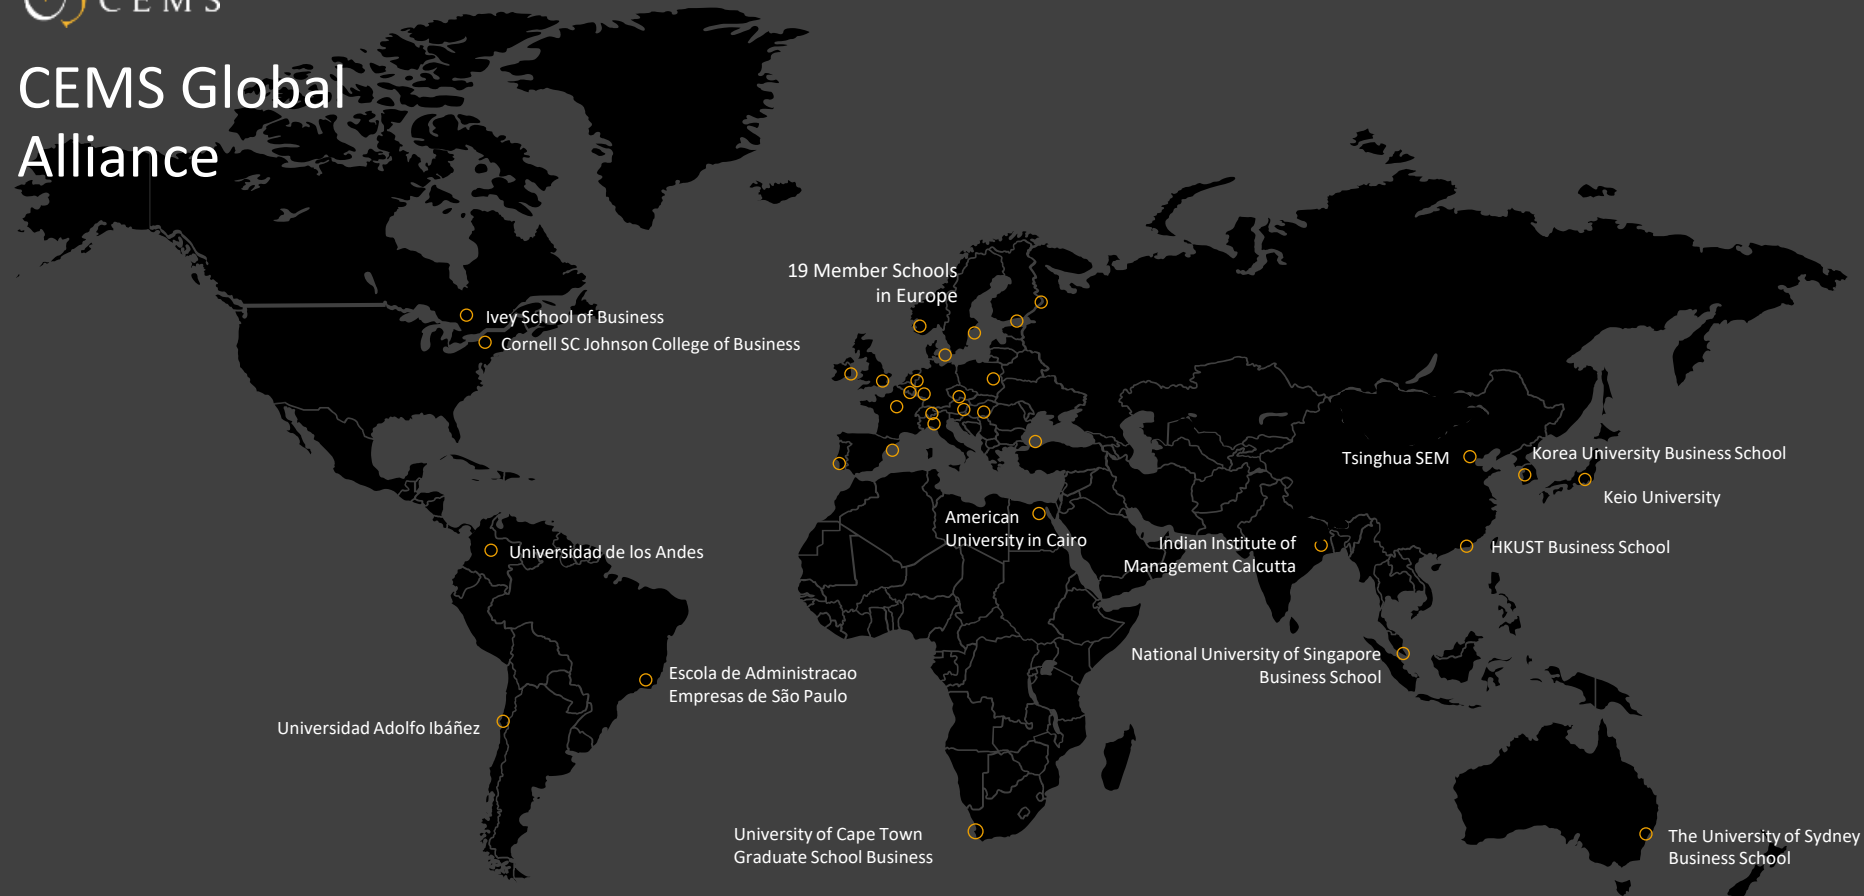 CEMS
CEMS Global
Alliance
19 Member Schools
in Europe
Ivey School of Business
Cornell SC Johnson College of Business
Tsinghua SEM
Korea University Business School
Keio University
American
University in Cairo
Indian Institute of
Management Calcutta
HKUST Business School
Universidad de los Andes
National University of Singapore
Business School
Escola de Administracao
Empresas de São Paulo
Universidad Adolfo Ibáñez
University of Cape Town
Graduate School Business
The University of Sydney
Business School